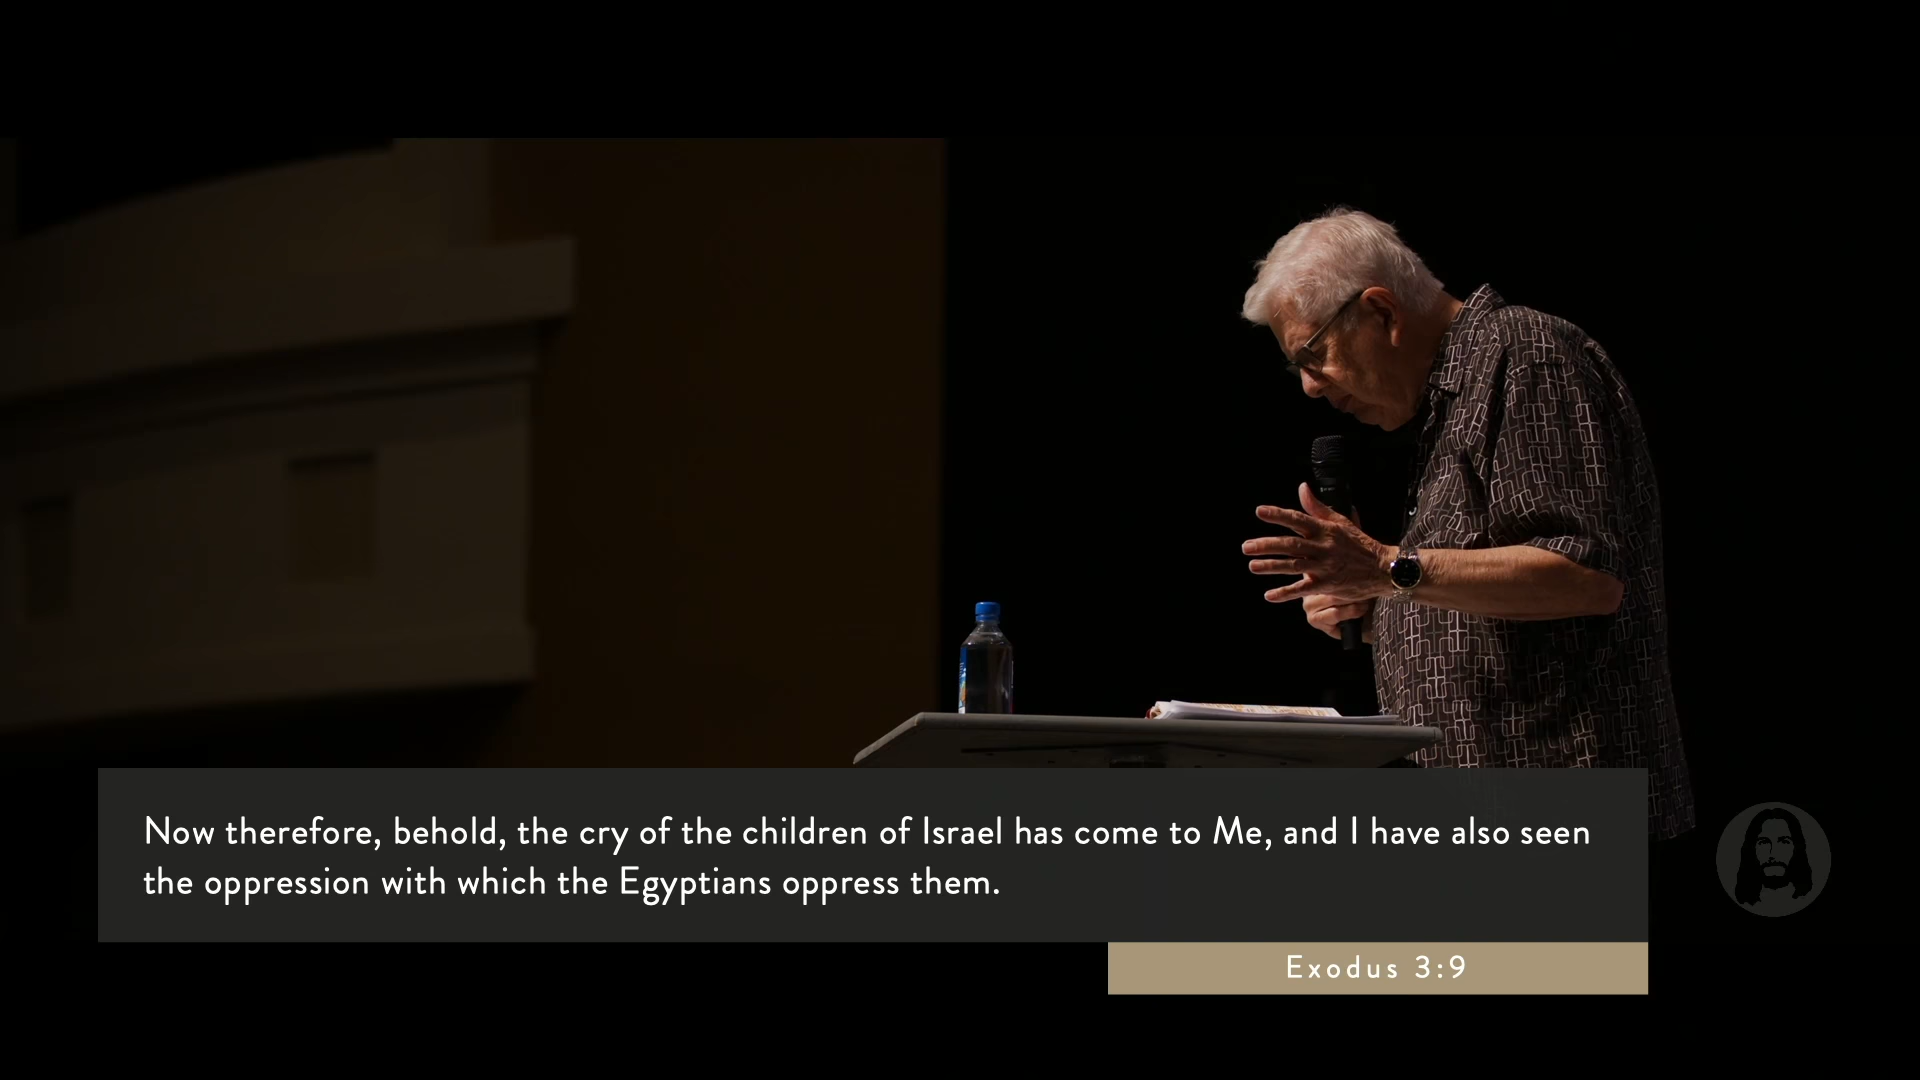 Now therefore, behold, the cry of the children of Israel has come to Me, and I have also seen
the oppression with which the Egyptians oppress them.
Exodus 3:9